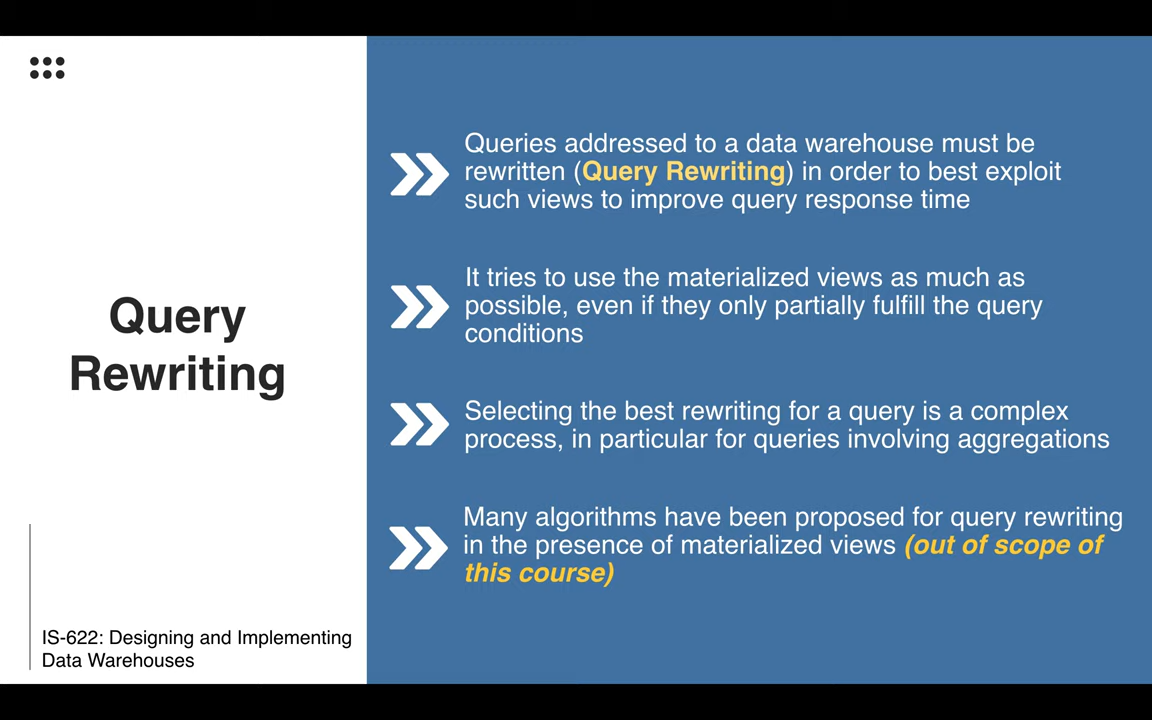 Query
Rewriting
IS-622: Designing and Implementing
Data Warehouses
Queries addressed to a data warehouse must be
rewritten (Query Rewriting) in order to best exploit
such views to improve query response time
It tries to use the materialized views as much as
possible, even if they only partially fulfill the query
conditions
Selecting the best rewriting for a query is a complex
process, in particular for queries involving aggregations
Many algorithms have been proposed for query rewriting
in the presence of materialized views (out of scope of
this course)